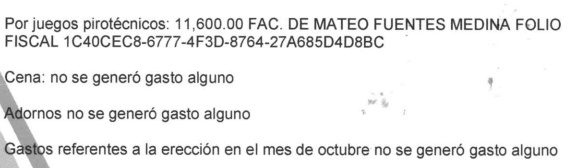 Por juegos pirotécnicos: 11,600.00 FAC. DE MATEO FUENTES MEDINA FOLIO
FISCAL 1C40CEC8-6777-4F3D-8764-27A685D4D8BC
Cena: no se generó gasto alguno
Adornos no se generó gasto alguno
Gastos referentes a la erección en el mes de octubre no se generó gasto alguno